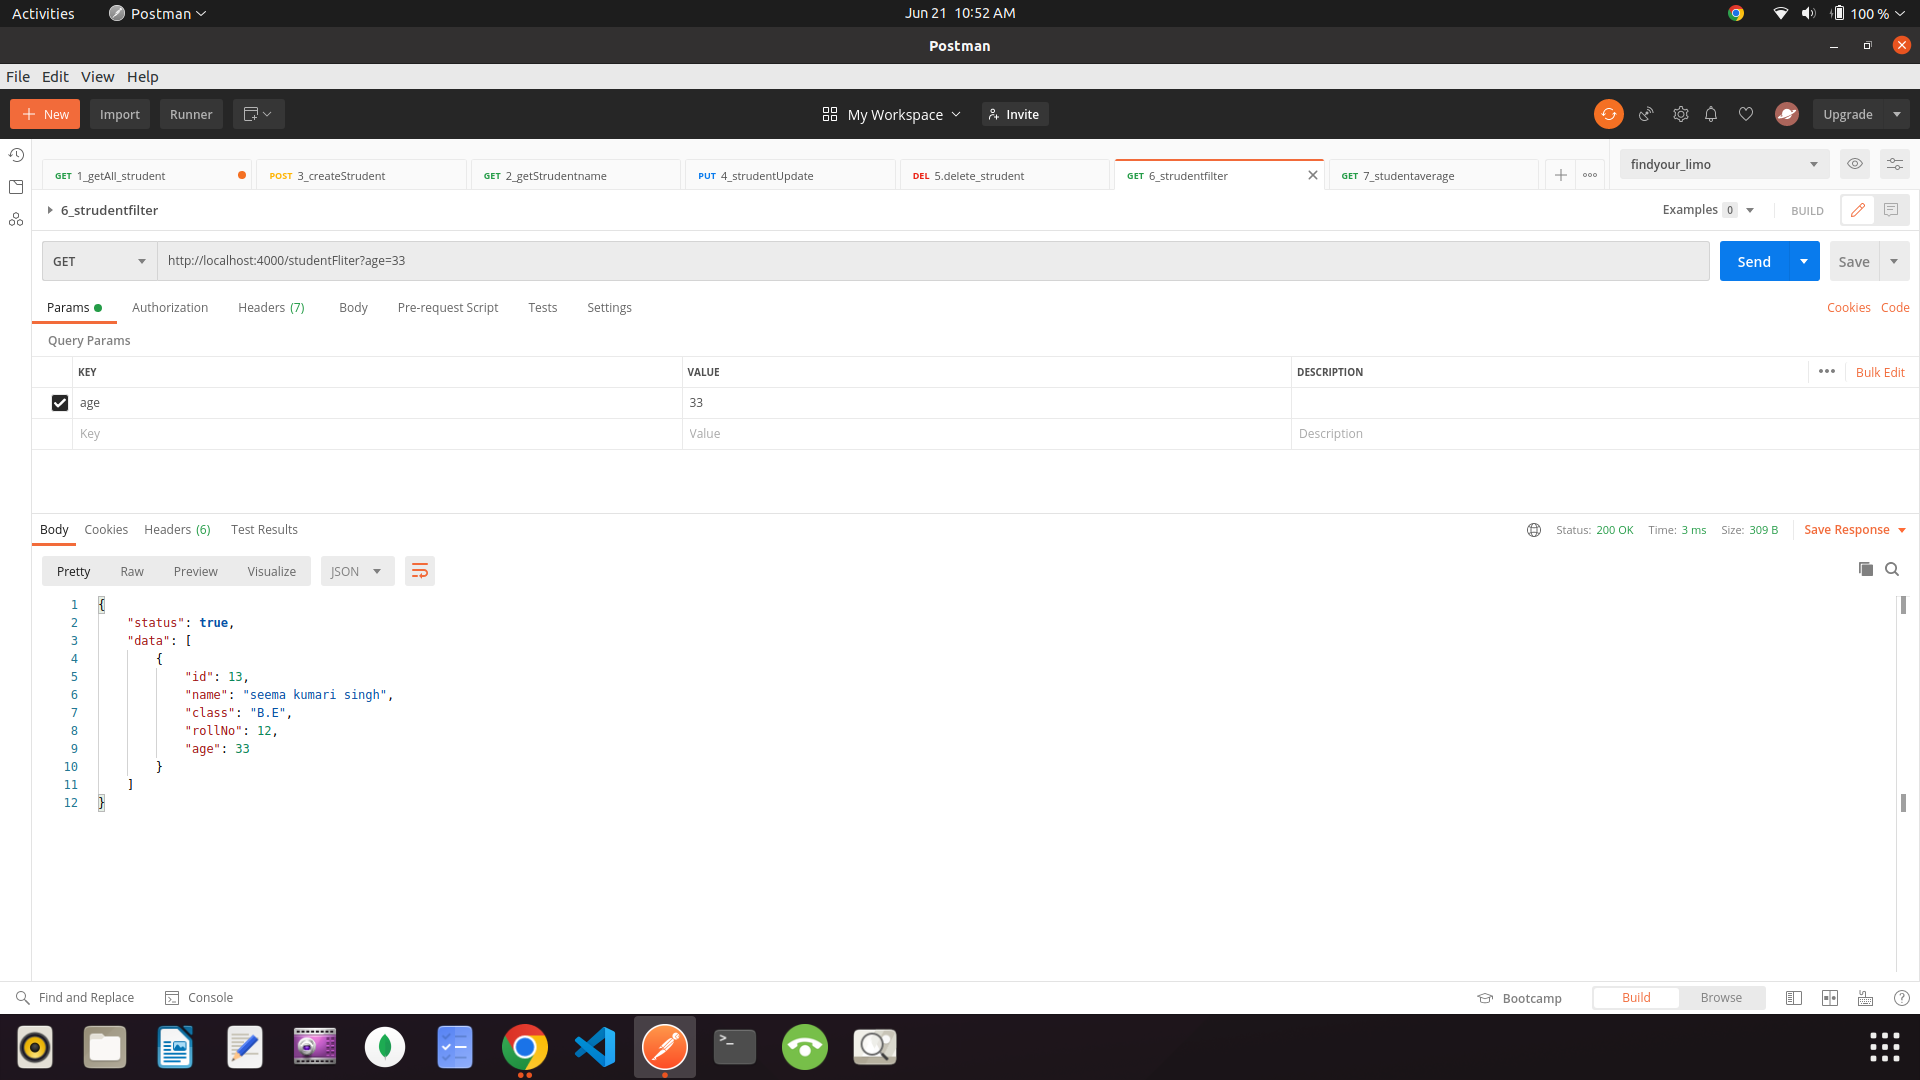 Activities Postman Jun 21 10:52 AM 100 %
Postman
File Edit View Help
New Import Runner My Workspace Invite Upgrade
GET 1_getAll_strudent POST 3_createStrudent GET 2_getStrudentname PUT 4_strudentUpdate DEL 5.delete_strudent GET 6_strudentfilter GET 7_studentaverage findyour_limo
6_strudentfilter Examples 0 BUILD
GET http://localhost:4000/studentFliter?age=33 Send Save
Params Authorization Headers (7) Body Pre-request Script Tests Settings Cookies Code
Query Params
KEY VALUE DESCRIPTION Bulk Edit
age 33
Key Value Description
Body Cookies Headers (6) Test Results Status: 200 OK Time: 3 ms Size: 309 B Save Response
Pretty Raw Preview Visualize JSON
1 {
2 "status": true,
3 "data": [
4 {
5 "id": 13,
6 "name": "seema kumari singh",
7 "class": "B.E",
8 "rollNo": 12,
9 "age": 33
10 }
11 ]
12 }
Find and Replace Console Bootcamp Build Browse